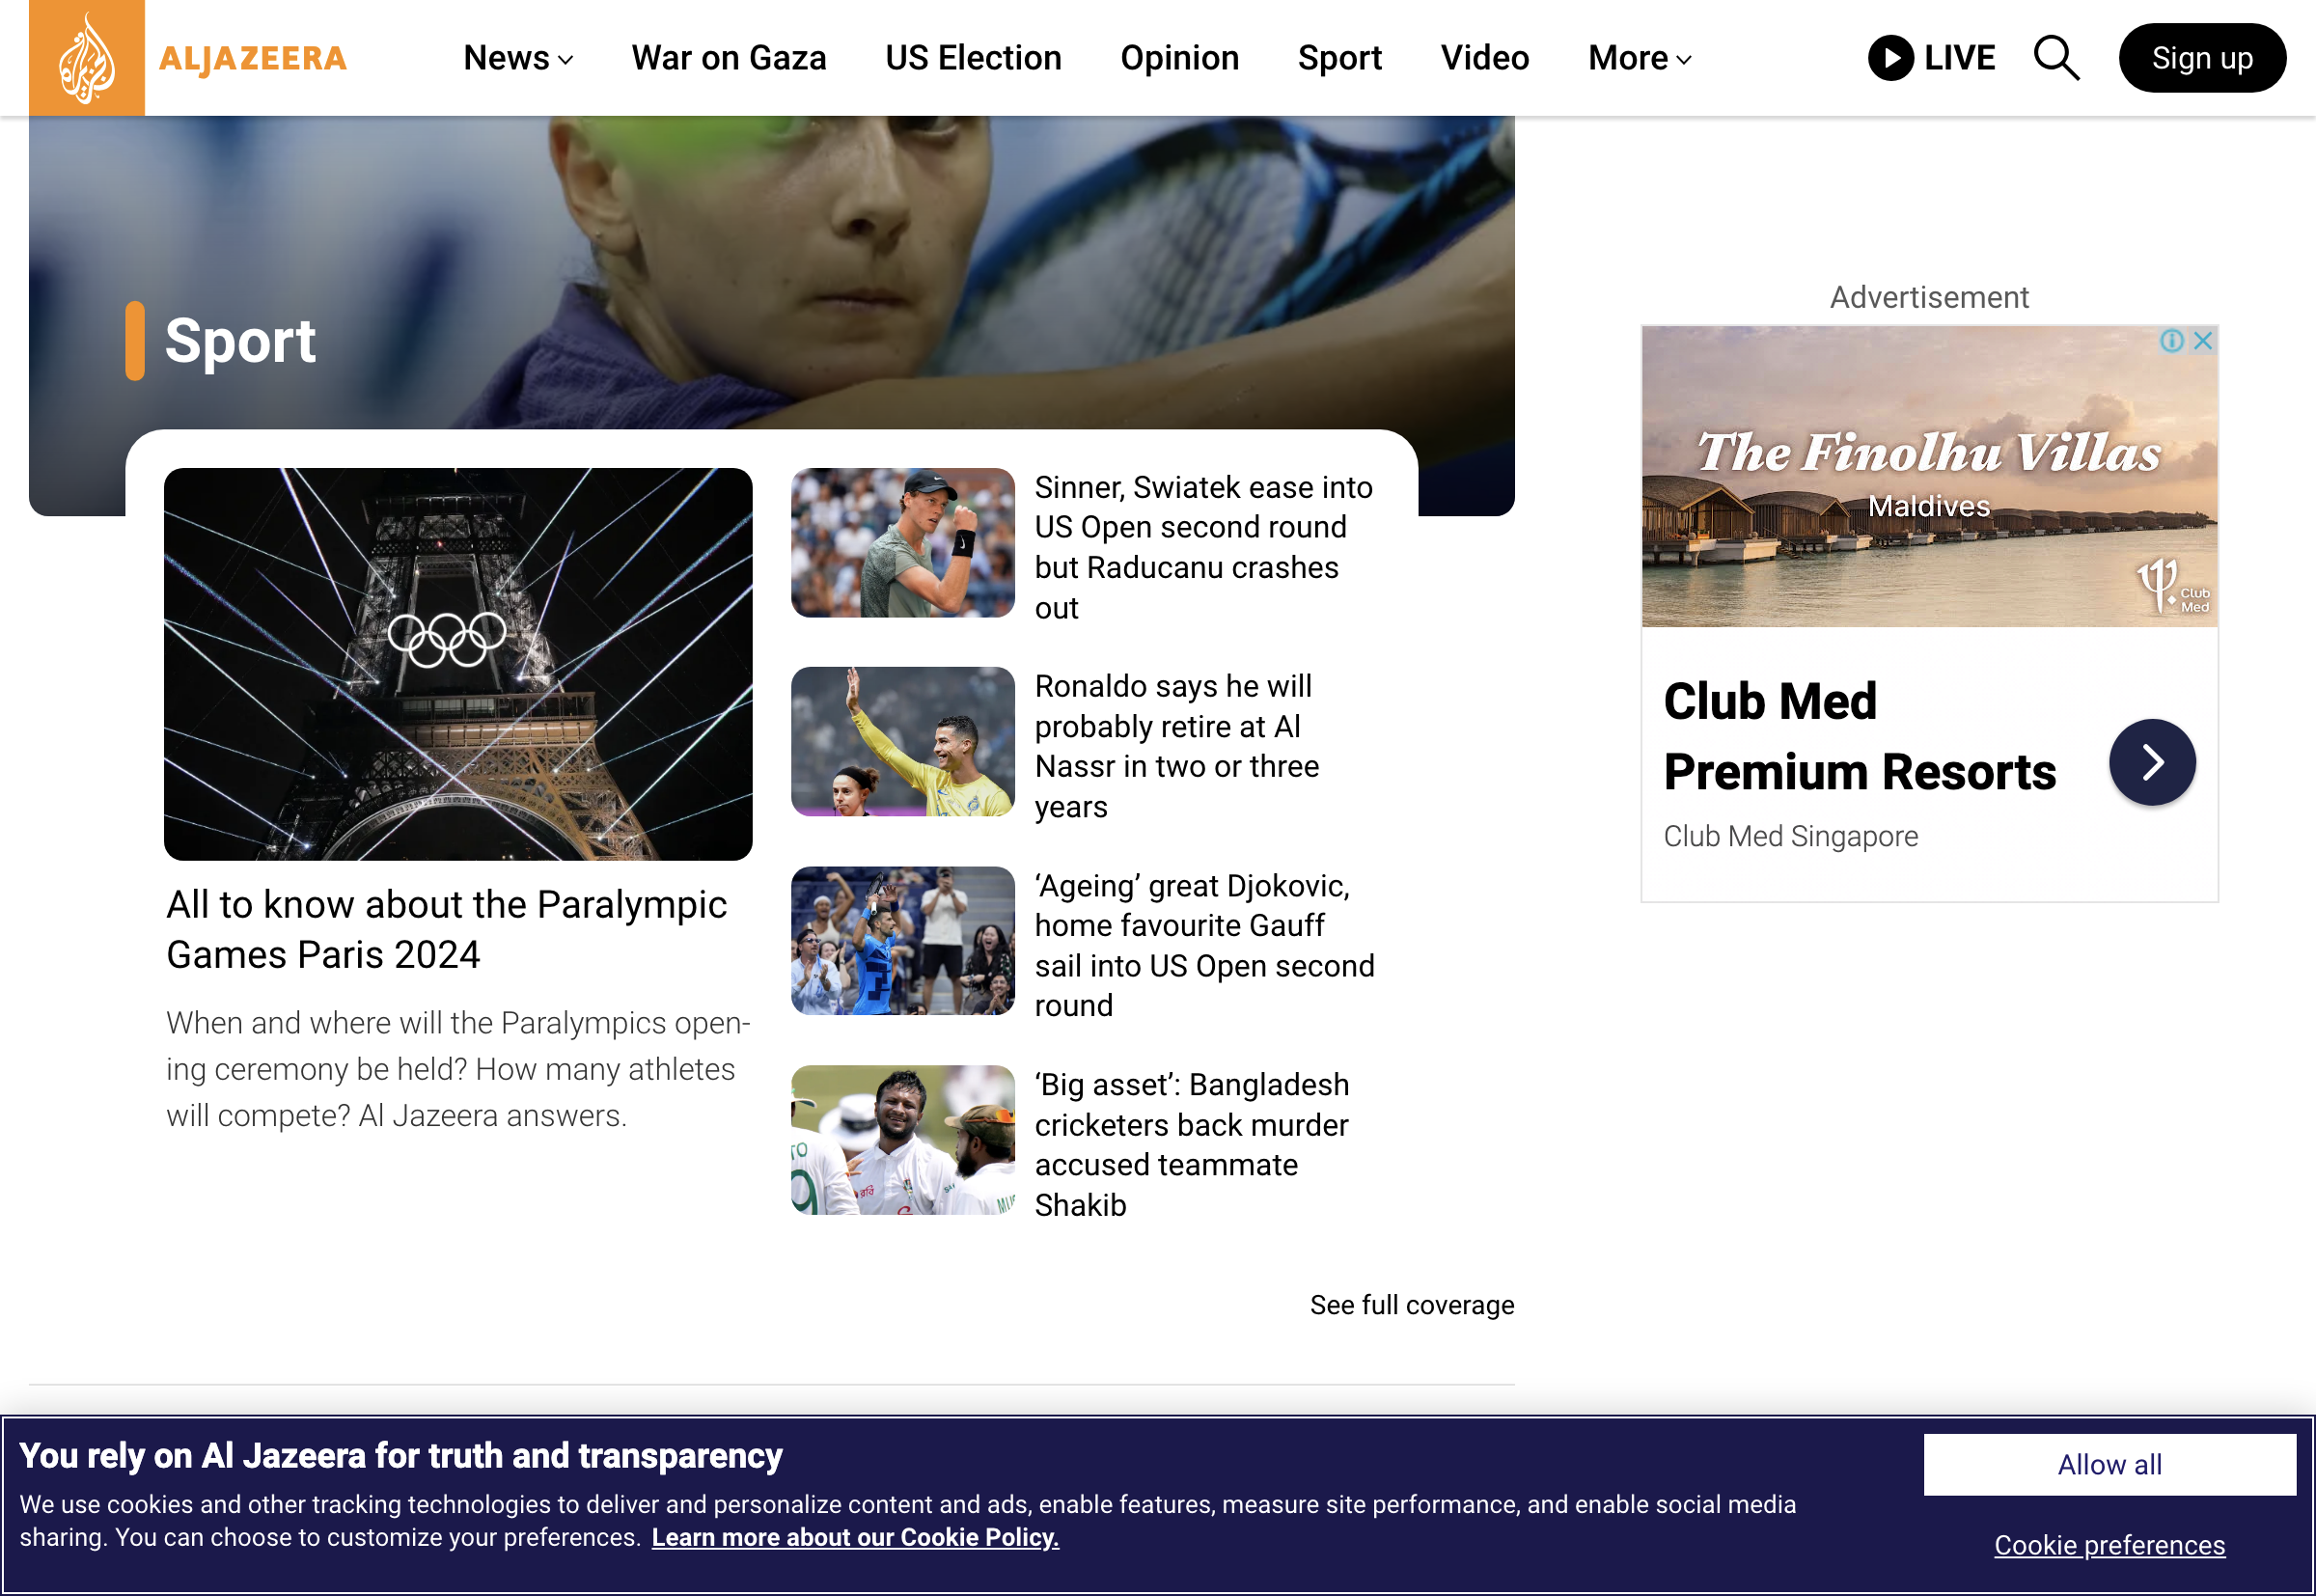 ALJAZEERA
News
War on Gaza
US Election
Opinion
Sport
Video
More
LIVE
Sign up
Sport
All to know about the Paralympic
Games Paris 2024
When and where will the Paralympics open-
ing ceremony be held? How many athletes
will compete? Al Jazeera answers.
Sinner, Swiatek ease into
US Open second round
but Raducanu crashes
out
Ronaldo says he will
probably retire at Al
Nassr in two or three
years
‘Ageing’ great Djokovic,
home favourite Gauff
sail into US Open second
round
‘Big asset’: Bangladesh
cricketers back murder
accused teammate
Shakib
See full coverage
Advertisement
The Finolhu Villas
Maldives
Club
Med
Club Med
Premium Resorts
Club Med Singapore
You rely on Al Jazeera for truth and transparency
We use cookies and other tracking technologies to deliver and personalize content and ads, enable features, measure site performance, and enable social media
sharing. You can choose to customize your preferences. Learn more about our Cookie Policy.
Allow all
Cookie preferences